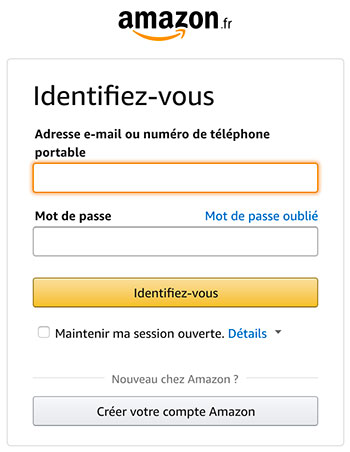 amazon.fr
Identifiez-vous
Adresse e-mail ou numéro de téléphone
portable
Mot de passe Mot de passe oublié
Identifiez-vous
Maintenir ma session ouverte. Détails
Nouveau chez Amazon ?
Créer votre compte Amazon